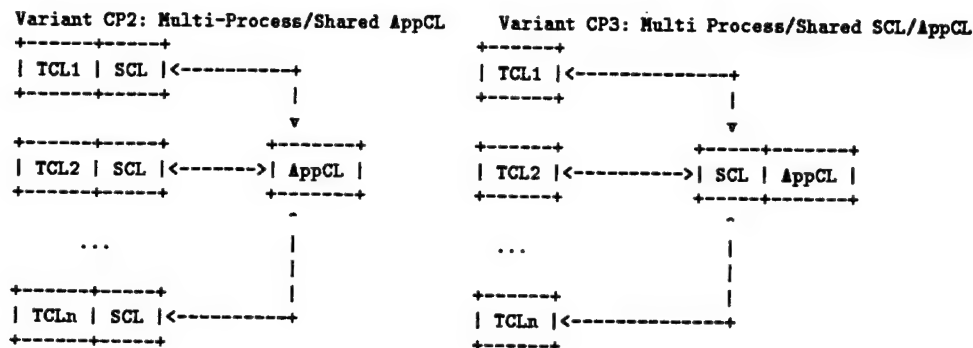 Variant CP2: Multi-Process/Shared AppCL
Variant CP3: Multi Process/Shared SCL/AppCL
| TCL1 | SCL |<----------+
| TCL1 |<--------------+
| TCL2 | SCL |<------->| AppCL |
| TCL2 |<----------->| SCL | AppCL |
...
...
| TCLn | SCL |<----------+
| TCLn |<--------------+